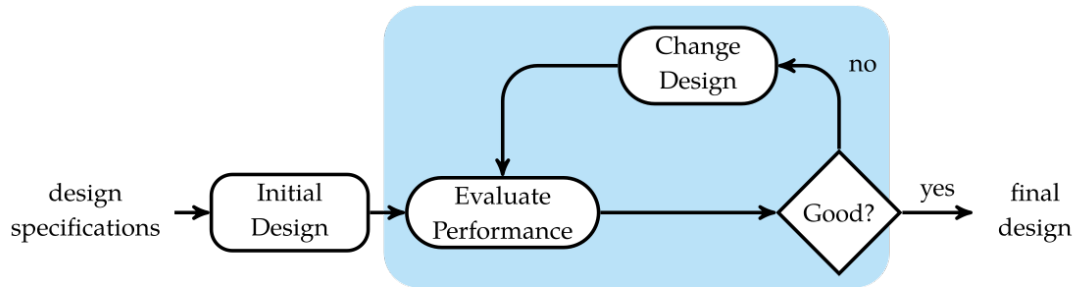 design
specifications
Initial
Design
Evaluate
Performance
Change
Design
no
Good?
yes
final
design